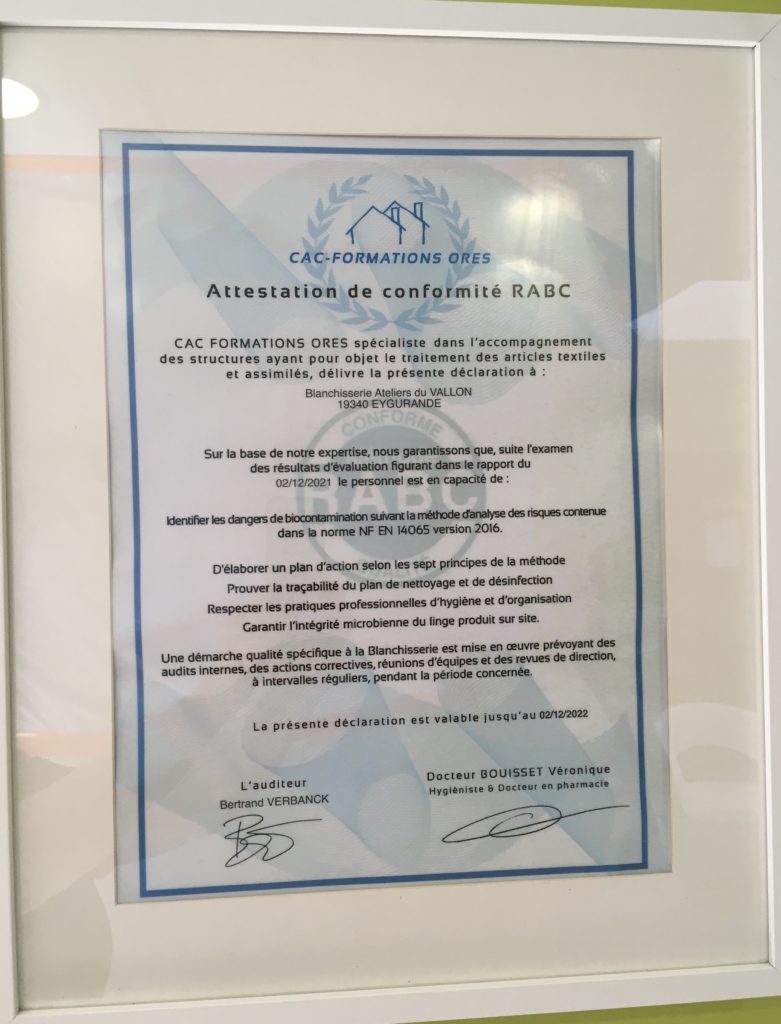 CAC-FORMATIONS ORES
Attestation de conformité RABC
CAC FORMATIONS ORES spécialiste dans l'accompagnement
des structures ayant pour objet le traitement des articles textiles
et assimilés, délivre la présente déclaration à :
Blanchisserie Ateliers du VALLON
19340 EYGURANDE
CONFORME
Sur la base de notre expertise, nous garantissons que, suite l'examen
des résultats d'évaluation figurant dans le rapport du
02/12/2021 le personnel est en capacité de :
RABC
Identifier les dangers de biocontamination suivant la méthode d'analyse des risques contenue
dans la norme NF EN 14065 version 2016.
D'élaborer un plan d'action selon les sept principes de la méthode
Prouver la traçabilité du plan de nettoyage et de désinfection
Respecter les pratiques professionnelles d'hygiène et d'organisation
Garantir l'intégrité microbienne du linge produit sur site.
Une démarche qualité spécifique à la Blanchisserie est mise en œuvre prévoyant des
audits internes, des actions correctives, réunions d'équipes et des revues de direction,
à intervalles réguliers, pendant la période concernée.
La présente déclaration est valable jusqu'au 02/12/2022
L'auditeur
Bertrand VERBANCK
Docteur BOUISSET Véronique
Hygiéniste & Docteur en pharmacie